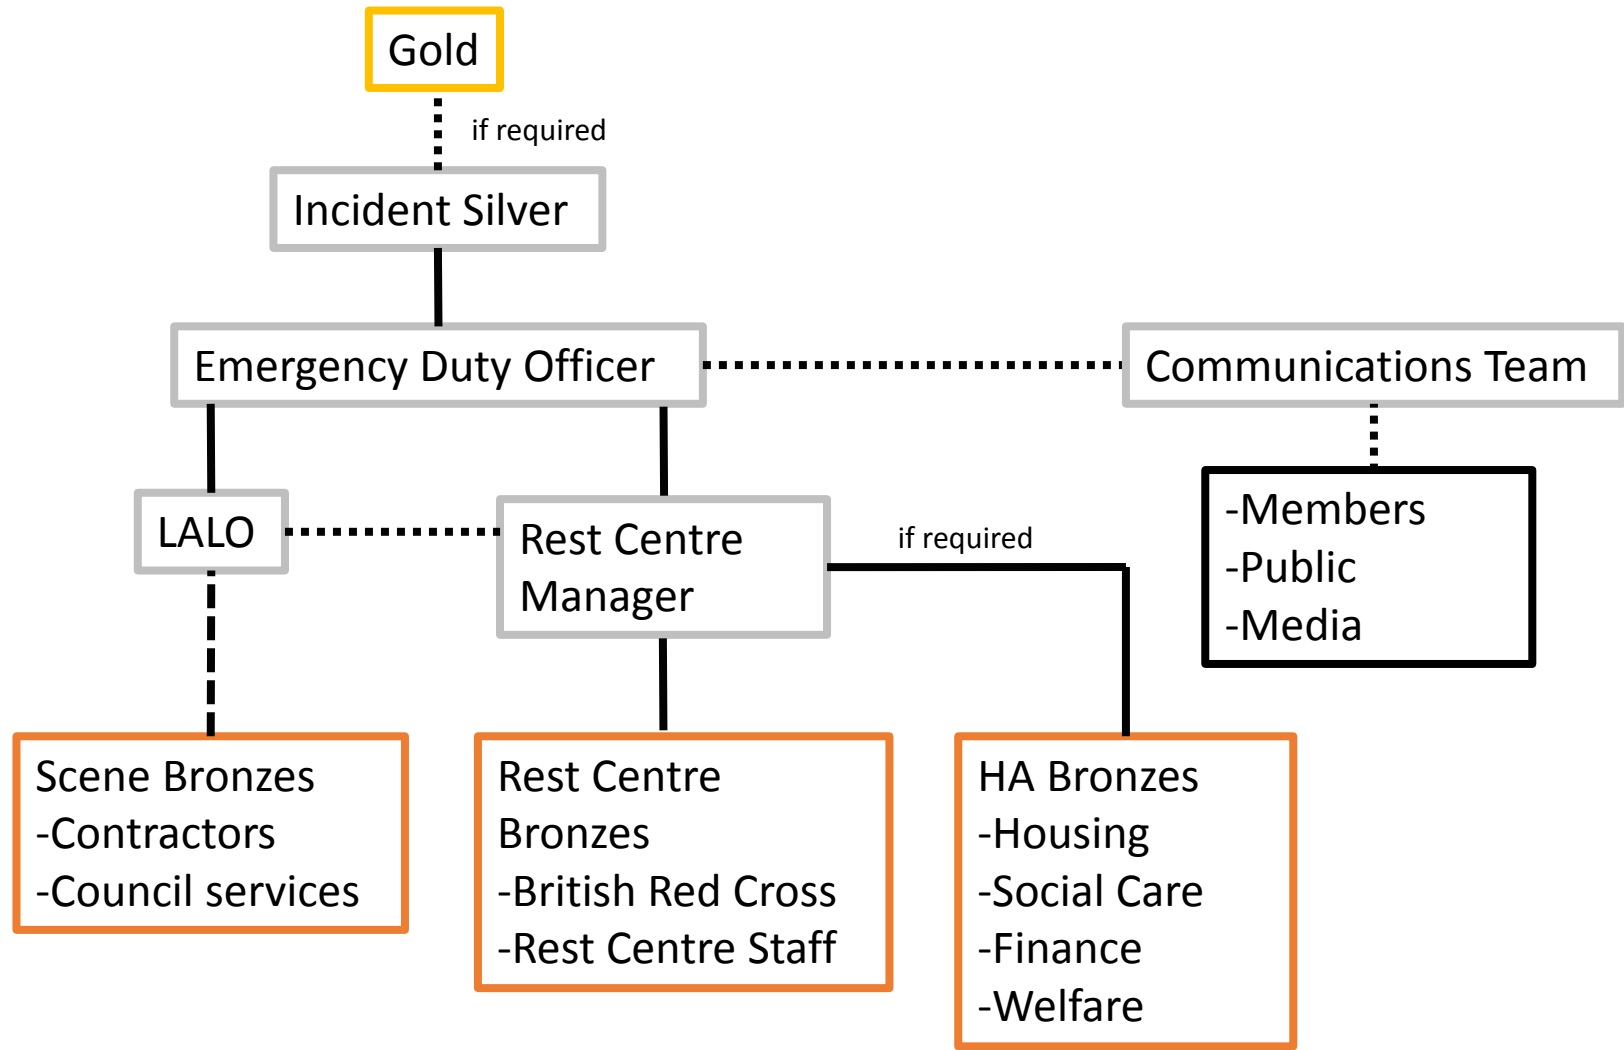 Gold
if required
Incident Silver
Emergency Duty Officer
Communications Team
LALO
Rest Centre
Manager
if required
-Members
-Public
-Media
Scene Bronzes
-Contractors
-Council services
Rest Centre
Bronzes
-British Red Cross
-Rest Centre Staff
HA Bronzes
-Housing
-Social Care
-Finance
-Welfare